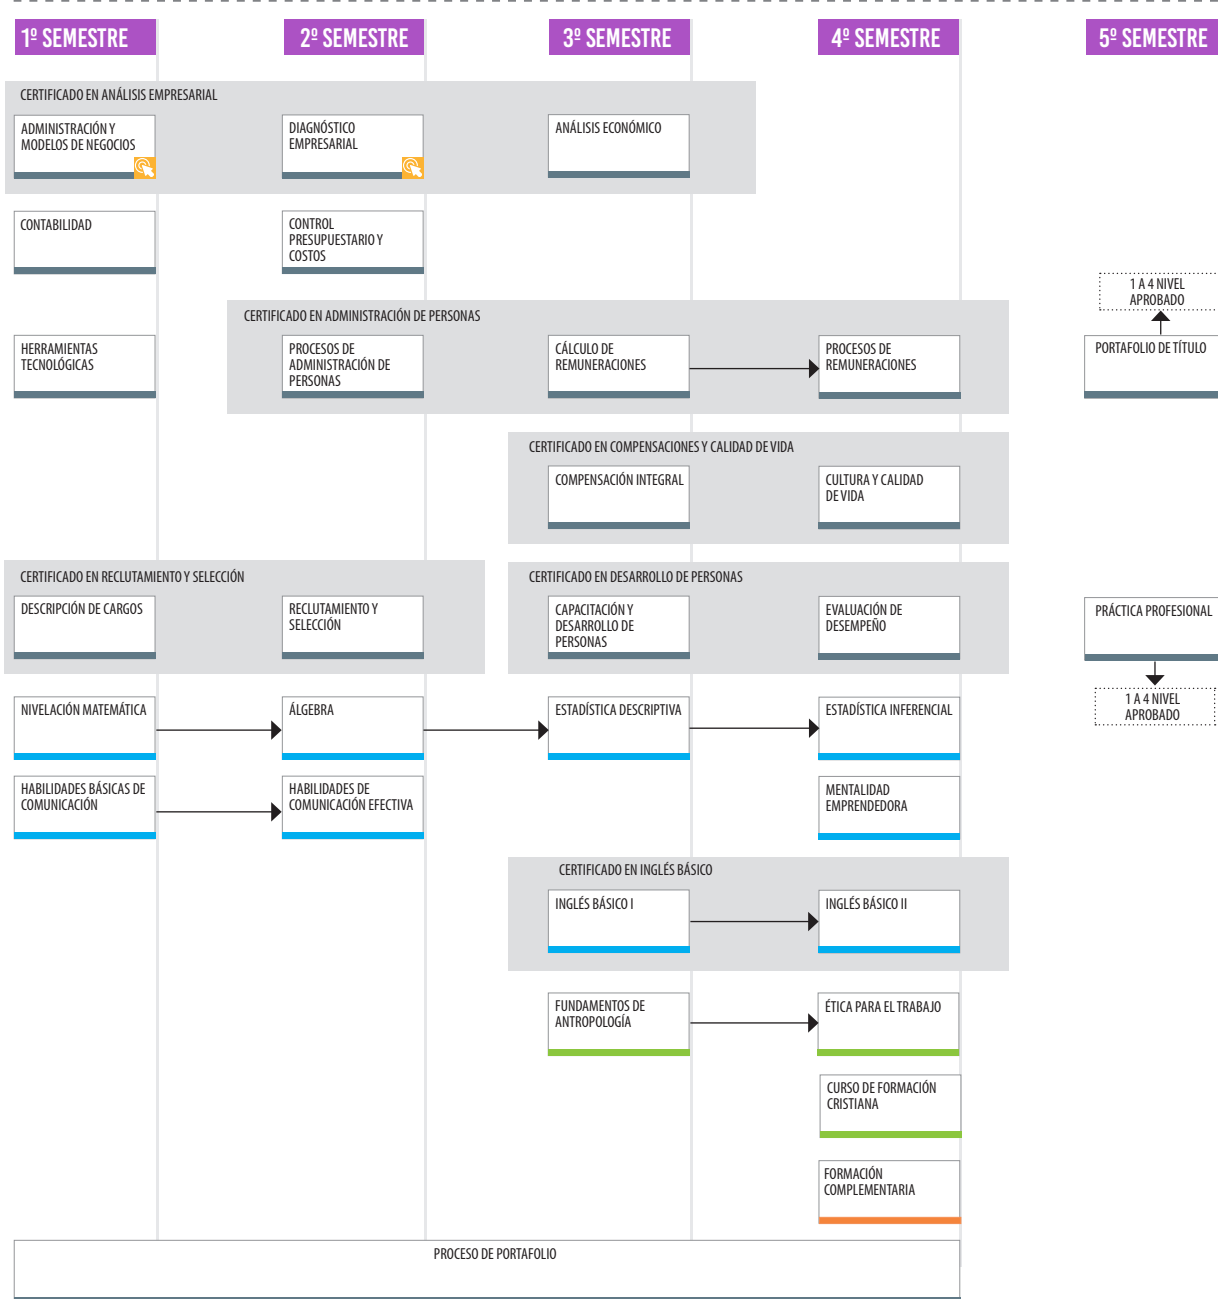 1º SEMESTRE
2º SEMESTRE
3º SEMESTRE
4º SEMESTRE
5º SEMESTRE
CERTIFICADO EN ANÁLISIS EMPRESARIAL
ADMINISTRACIÓN Y
MODELOS DE NEGOCIOS
DIAGNÓSTICO
EMPRESARIAL
ANÁLISIS ECONÓMICO
CONTABILIDAD
CONTROL
PRESUPUESTARIO Y
COSTOS
1 A 4 NIVEL
APROBADO
CERTIFICADO EN ADMINISTRACIÓN DE PERSONAS
HERRAMIENTAS
TECNOLÓGICAS
PROCESOS DE
ADMINISTRACIÓN DE
PERSONAS
CÁLCULO DE
REMUNERACIONES
PROCESOS DE
REMUNERACIONES
PORTAFOLIO DE TÍTULO
CERTIFICADO EN COMPENSACIONES Y CALIDAD DE VIDA
COMPENSACIÓN INTEGRAL
CULTURA Y CALIDAD
DE VIDA
CERTIFICADO EN RECLUTAMIENTO Y SELECCIÓN
CERTIFICADO EN DESARROLLO DE PERSONAS
DESCRIPCIÓN DE CARGOS
RECLUTAMIENTO Y
SELECCIÓN
CAPACITACIÓN Y
DESARROLLO DE
PERSONAS
EVALUACIÓN DE
DESEMPEÑO
PRÁCTICA PROFESIONAL
1 A 4 NIVEL
APROBADO
NIVELACIÓN MATEMÁTICA
ÁLGEBRA
ESTADÍSTICA DESCRIPTIVA
ESTADÍSTICA INFERENCIAL
HABILIDADES BÁSICAS DE
COMUNICACIÓN
HABILIDADES DE
COMUNICACIÓN EFECTIVA
MENTALIDAD
EMPRENDEDORA
CERTIFICADO EN INGLÉS BÁSICO
INGLÉS BÁSICO I
INGLÉS BÁSICO II
FUNDAMENTOS DE
ANTROPOLOGÍA
ÉTICA PARA EL TRABAJO
CURSO DE FORMACIÓN
CRISTIANA
FORMACIÓN
COMPLEMENTARIA
PROCESO DE PORTAFOLIO